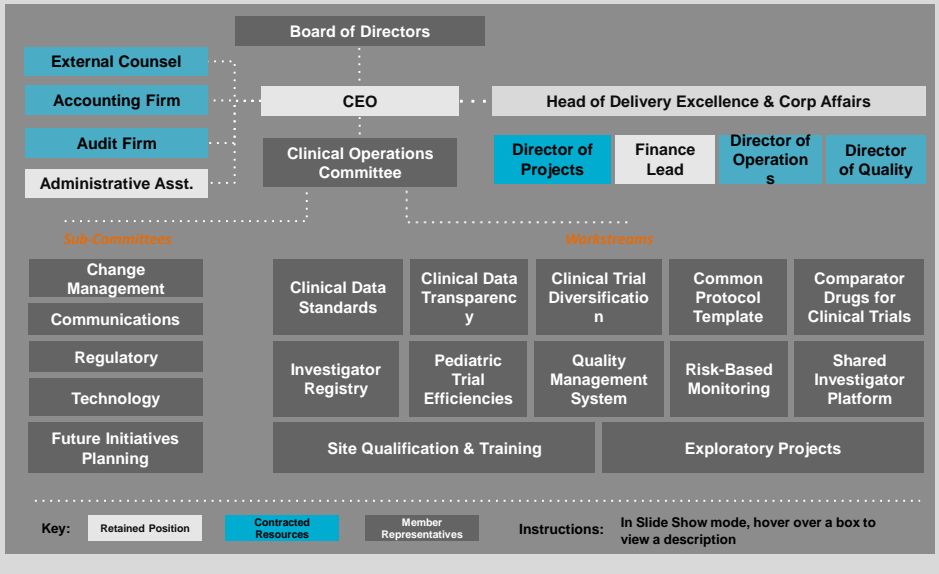 Board of Directors
External Counsel
Accounting Firm
CEO
Head of Delivery Excellence & Corp Affairs
Audit Firm
Administrative Asst.
Clinical Operations
Committee
Director of
Projects
Finance
Lead
Director of
Operation
s
Director
of Quality
Sub-Committees
Workstreams
Change
Management
Communications
Regulatory
Technology
Future Initiatives
Planning
Clinical Data
Standards
Clinical Data
Transparenc
y
Clinical Trial
Diversificatio
n
Common
Protocol
Template
Comparator
Drugs for
Clinical Trials
Investigator
Registry
Pediatric
Trial
Efficiencies
Quality
Management
System
Risk-Based
Monitoring
Shared
Investigator
Platform
Site Qualification & Training
Exploratory Projects
Key:
Retained Position
Contracted
Resources
Member
Representatives
Instructions:
In Slide Show mode, hover over a box to
view a description